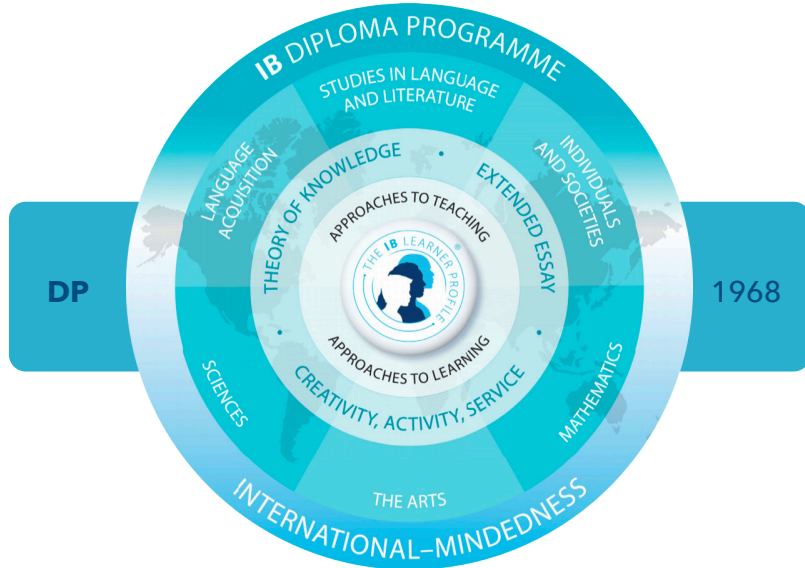 IB DIPLOMA PROGRAMME
STUDIES IN LANGUAGE
AND LITERATURE
LANGUAGE
ACQUISITION
INDIVIDUALS
AND SOCIETIES
THEORY OF KNOWLEDGE
•
EXTENDED ESSAY
•
CREATIVITY, ACTIVITY, SERVICE
•
APPROACHES TO TEACHING
THE IB LEARNER PROFILE
®
APPROACHES TO LEARNING
DP
1968
SCIENCES
MATHEMATICS
THE ARTS
INTERNATIONAL–MINDEDNESS